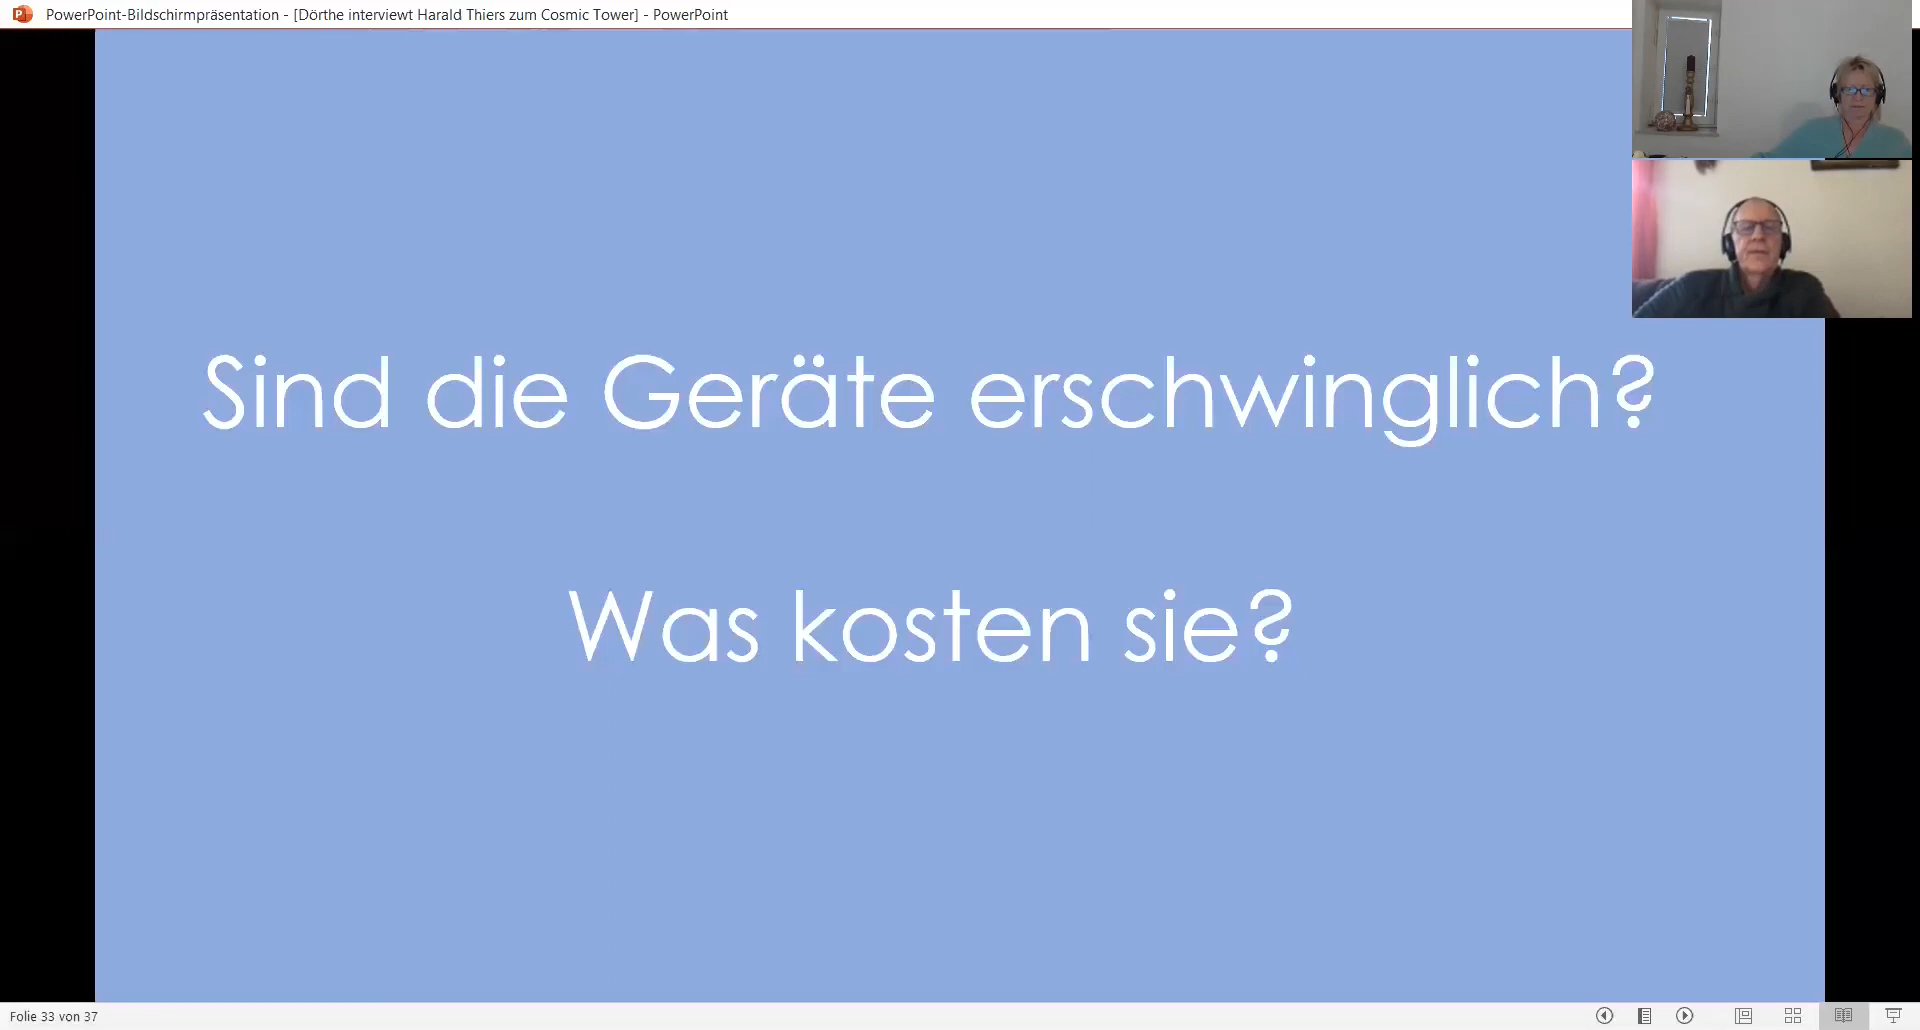 PowerPoint-Bildschirmpräsentation - [Dörthe interviewt Harald Thiers zum Cosmic Tower] - PowerPoint
Sind die Geräte erschwinglich?
Was kosten sie?
Folie 33 von 37